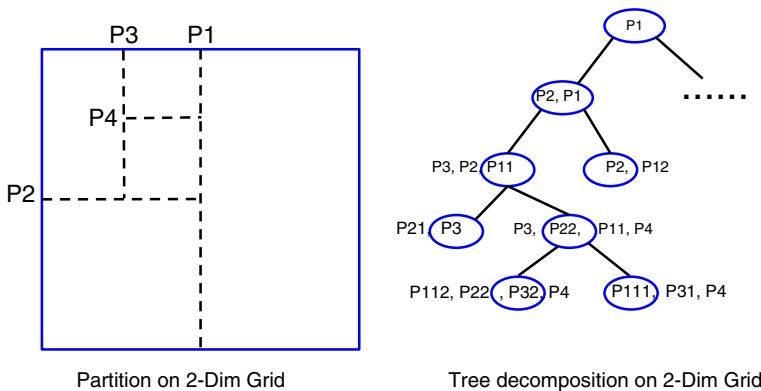 P3 P1
P4
P2
Partition on 2-Dim Grid
P1
P2, P1
......
P3, P2, P11
P2, P12
P21, P3
P3, P22, P11, P4
P112, P22 , P32, P4
P111, P31, P4
Tree decomposition on 2-Dim Grid